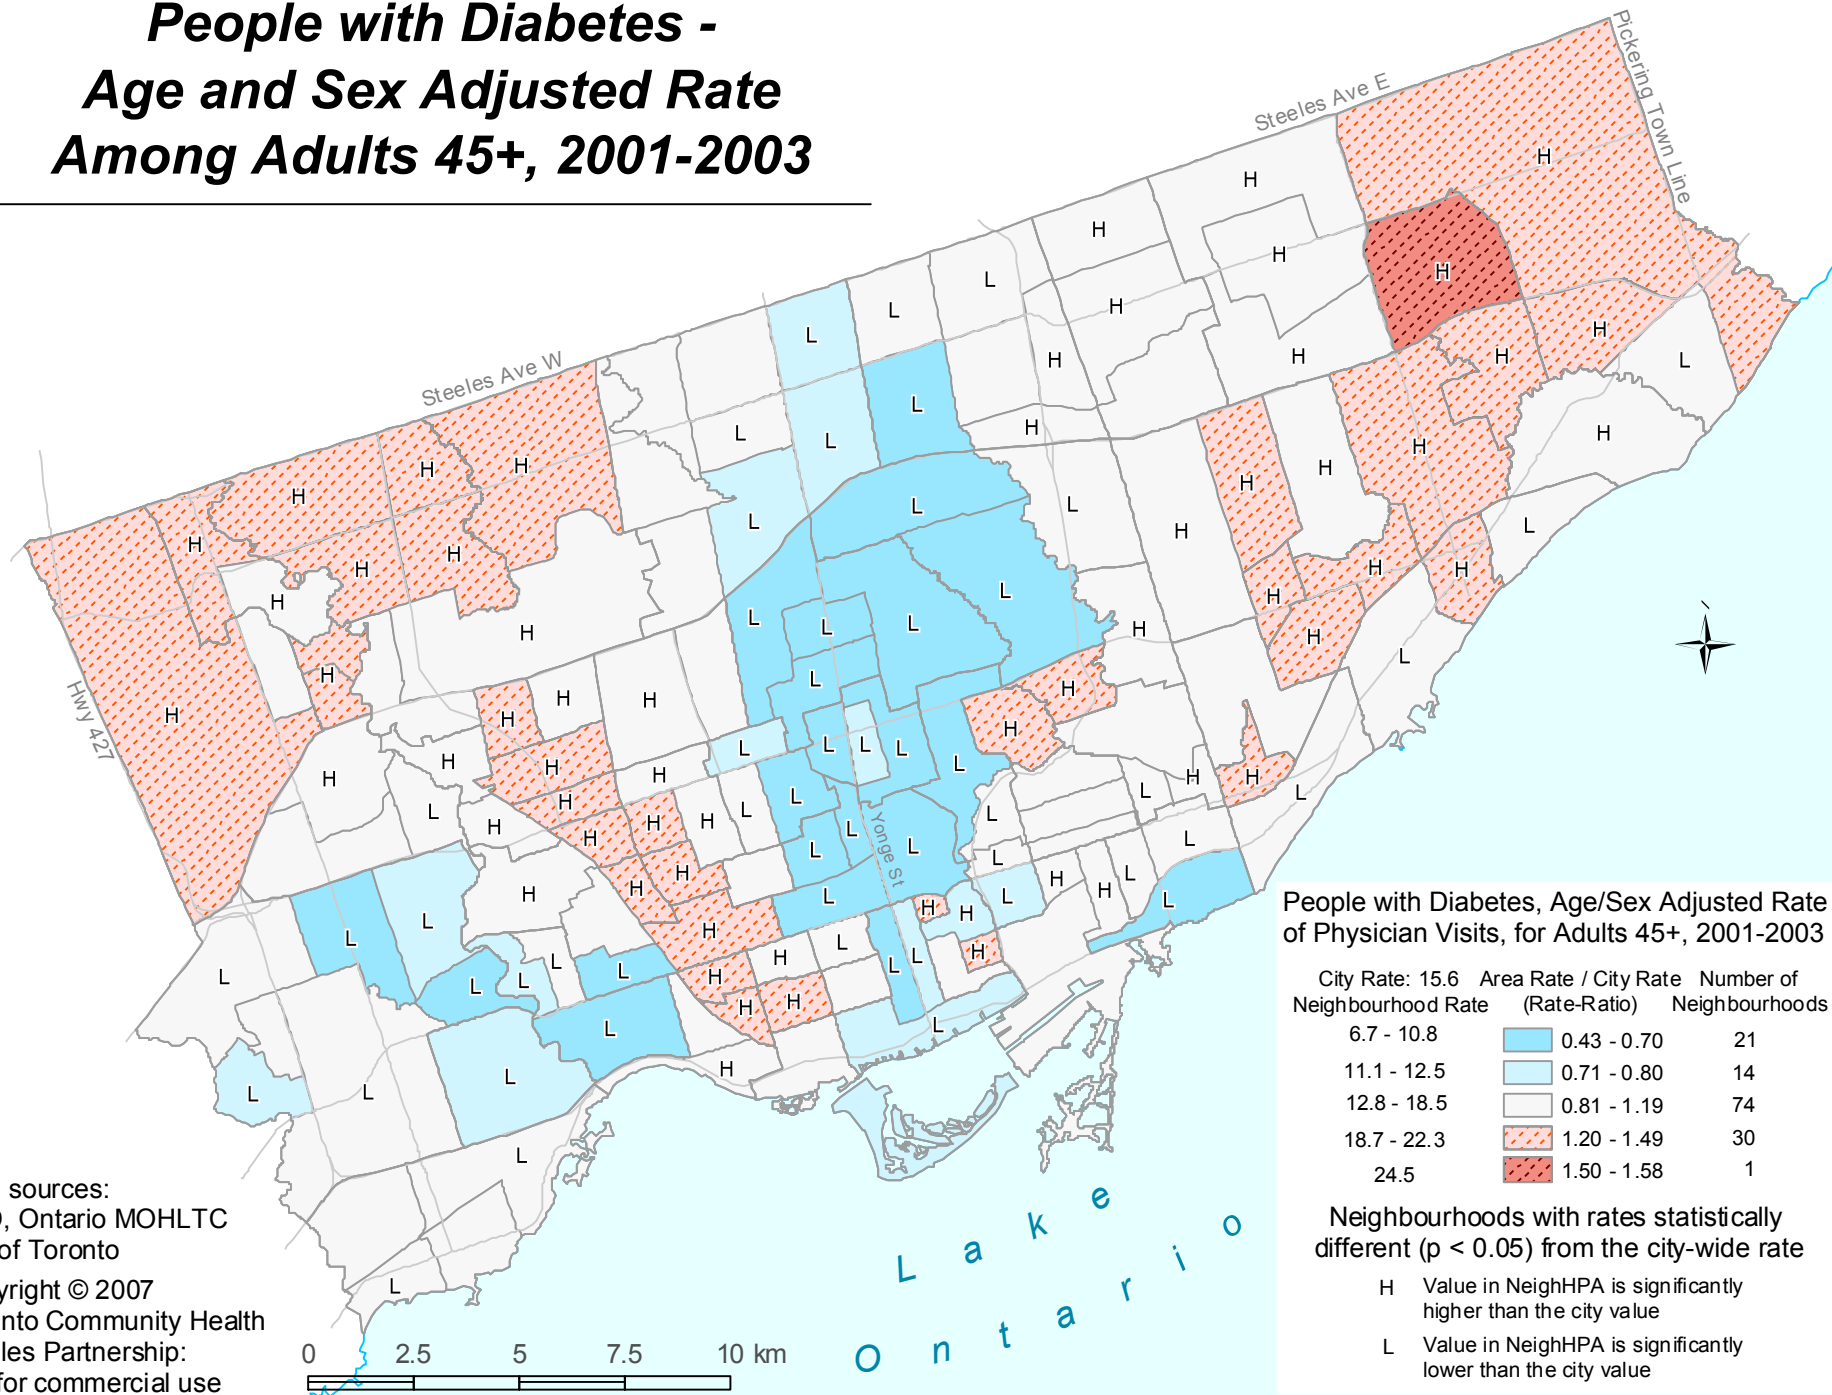 People with Diabetes -
Age and Sex Adjusted Rate
Among Adults 45+, 2001-2003
Pickering Town Line
Steeles Ave E
Steeles Ave W
Hwy 427
Yonge St
Lake
Ontario
sources:
, Ontario MOHLTC
of Toronto
yright © 2007
nto Community Health
les Partnership:
for commercial use
0 2.5 5 7.5 10 km
People with Diabetes, Age/Sex Adjusted Rate
of Physician Visits, for Adults 45+, 2001-2003
City Rate: 15.6 Area Rate / City Rate Number of
Neighbourhood Rate (Rate-Ratio) Neighbourhoods
6.7 - 10.8 0.43 - 0.70 21
11.1 - 12.5 0.71 - 0.80 14
12.8 - 18.5 0.81 - 1.19 74
18.7 - 22.3 1.20 - 1.49 30
24.5 1.50 - 1.58 1
Neighbourhoods with rates statistically
different (p < 0.05) from the city-wide rate
H Value in NeighHPA is significantly
higher than the city value
L Value in NeighHPA is significantly
lower than the city value